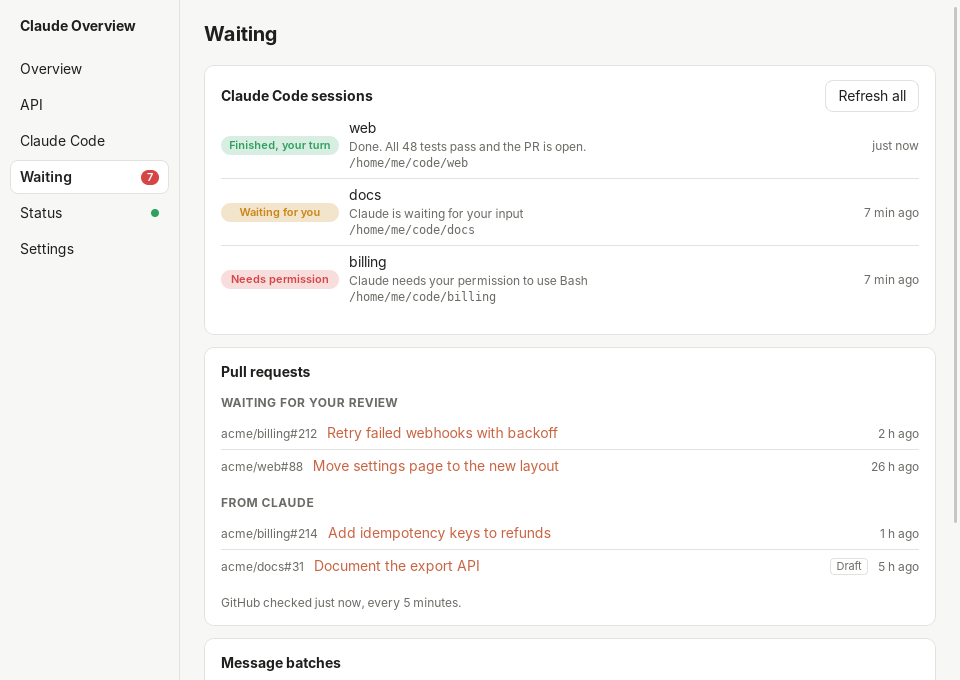 Claude Overview
Overview
API
Claude Code
Waiting 7
Status
Settings
Waiting
Claude Code sessions
Refresh all
web
Finished, your turn
Done. All 48 tests pass and the PR is open.
just now
/home/me/code/web
docs
Waiting for you
Claude is waiting for your input
7 min ago
/home/me/code/docs
billing
Needs permission
Claude needs your permission to use Bash
7 min ago
/home/me/code/billing
Pull requests
WAITING FOR YOUR REVIEW
acme/billing#212 Retry failed webhooks with backoff 2 h ago
acme/web#88 Move settings page to the new layout 26 h ago
FROM CLAUDE
acme/billing#214 Add idempotency keys to refunds 1 h ago
acme/docs#31 Document the export API Draft 5 h ago
GitHub checked just now, every 5 minutes.
Message batches